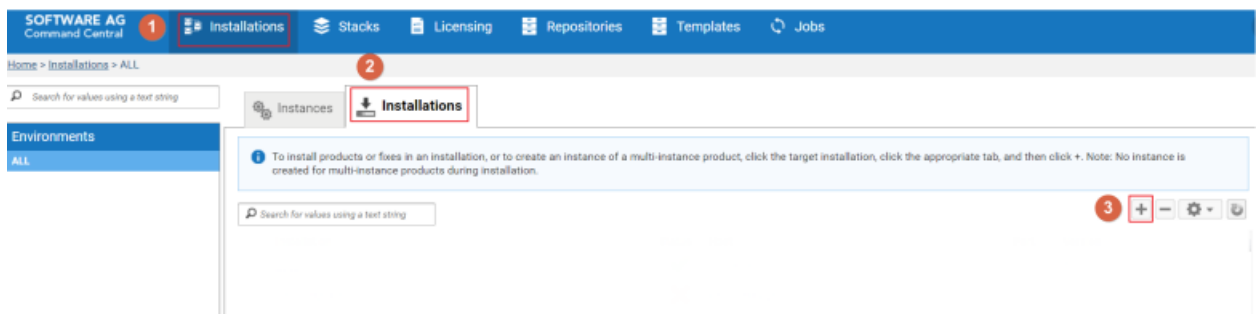 SOFTWARE AG
Command Central
1
Installations
Stacks
Licensing
Repositories
Templates
Jobs
Home > Installations > ALL
2
Search for values using a text string
Instances
Installations
Environments
ALL
To install products or fixes in an installation, or to create an instance of a multi-instance product, click the target installation, click the appropriate tab, and then click +. Note: No instance is
created for multi-instance products during installation.
Search for values using a text string
3